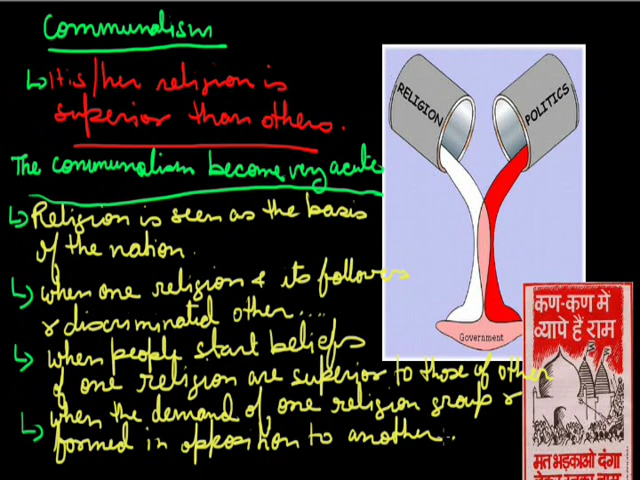 Communalism
His/her religion is
superior than others.
The communalism become very acute
Religion is seen as the basis
of the nation.
when one religion & its followers
& discriminated other....
when people start beliefs
of one religion are superior to those of other
when the demand of one religion group &
formed in opposition to another..
RELIGION
POLITICS
Government
कण-कण में
व्यापे हैं राम
मत भड़काओ दंगा